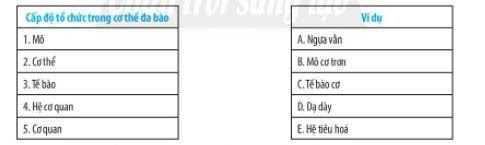 Cấp độ tổ chức trong cơ thể đa bào
Ví dụ
1. Mô
A. Ngựa vằn
2. Cơ thể
B. Mô cơ trơn
3. Tế bào
C. Tế bào cơ
4. Hệ cơ quan
D. Dạ dày
5. Cơ quan
E. Hệ tiêu hoá